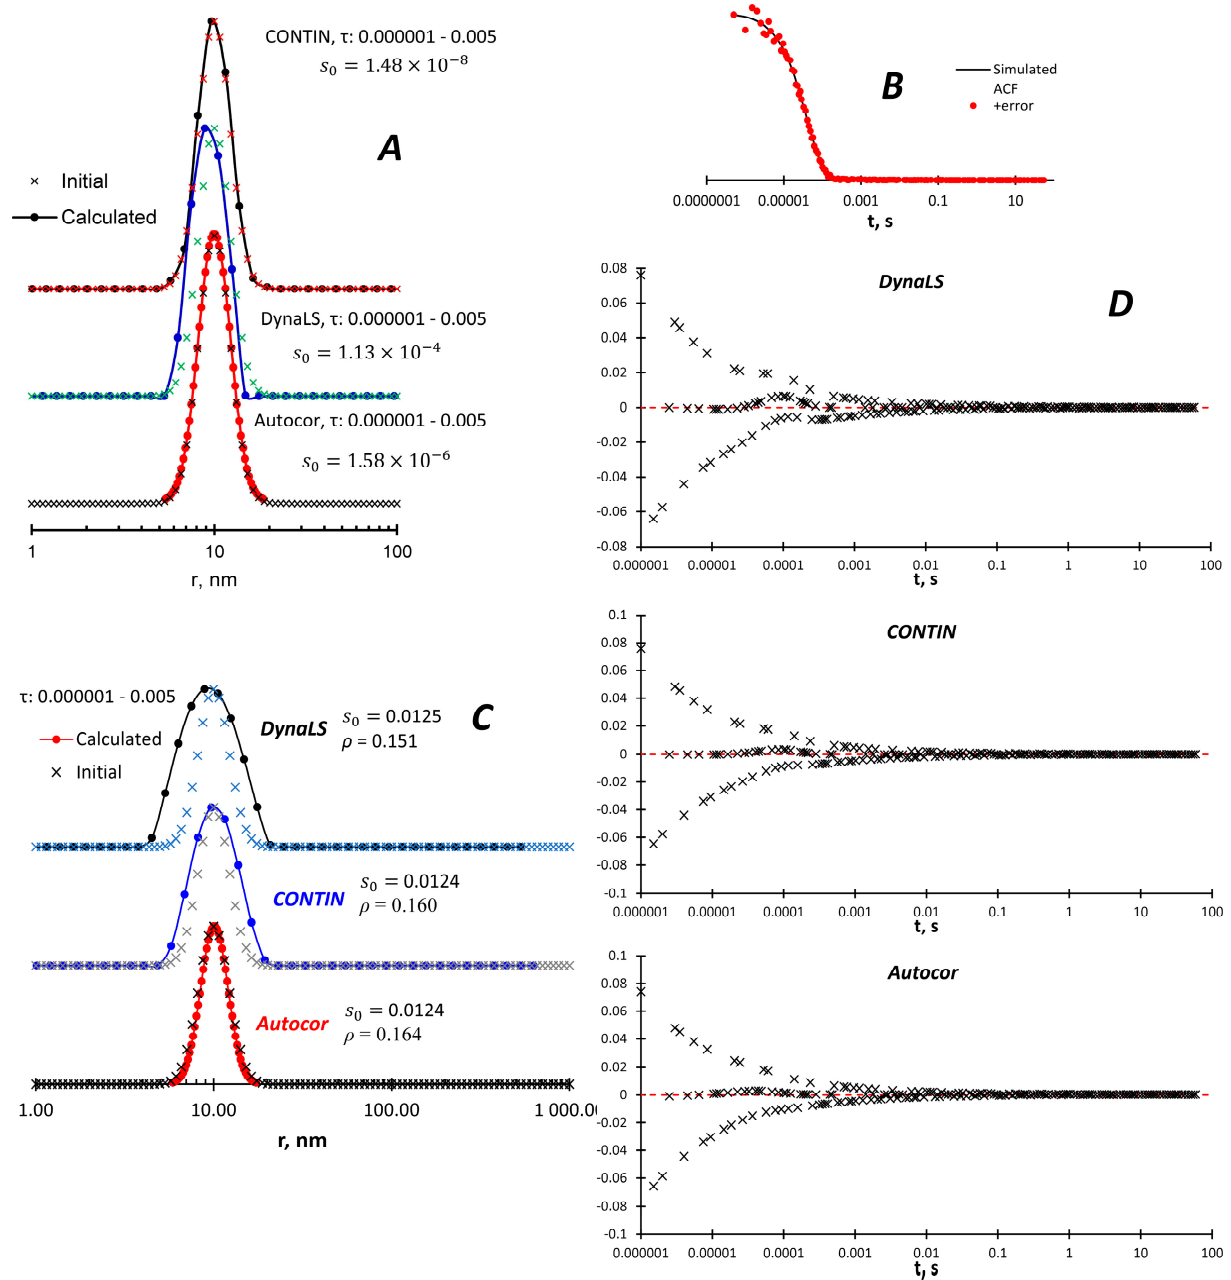 CONTIN, τ: 0.000001 - 0.005
s₀ = 1.48 × 10⁻⁸
A
Initial
Calculated
DynaLS, τ: 0.000001 - 0.005
s₀ = 1.13 × 10⁻⁴
Autocor, τ: 0.000001 - 0.005
s₀ = 1.58 × 10⁻⁶
1 10 100
r, nm
B
Simulated
ACF
+error
0.0000001 0.00001 0.001 0.1 10
t, s
DynaLS
D
0.08
0.06
0.04
0.02
0
-0.02
-0.04
-0.06
-0.08
0.000001 0.00001 0.0001 0.001 0.01 0.1 1 10 100
t, s
τ: 0.000001 - 0.005
Calculated
Initial
C
DynaLS
s₀ = 0.0125
ρ = 0.151
CONTIN
s₀ = 0.0124
ρ = 0.160
Autocor
s₀ = 0.0124
ρ = 0.164
1.00 10.00 100.00 1 000.0
r, nm
CONTIN
0.1
0.08
0.06
0.04
0.02
0
-0.02
-0.04
-0.06
-0.08
-0.1
0.000001 0.00001 0.0001 0.001 0.01 0.1 1 10 100
t, s
Autocor
0.1
0.08
0.06
0.04
0.02
0
-0.02
-0.04
-0.06
-0.08
-0.1
0.000001 0.00001 0.0001 0.001 0.01 0.1 1 10 100
t, s